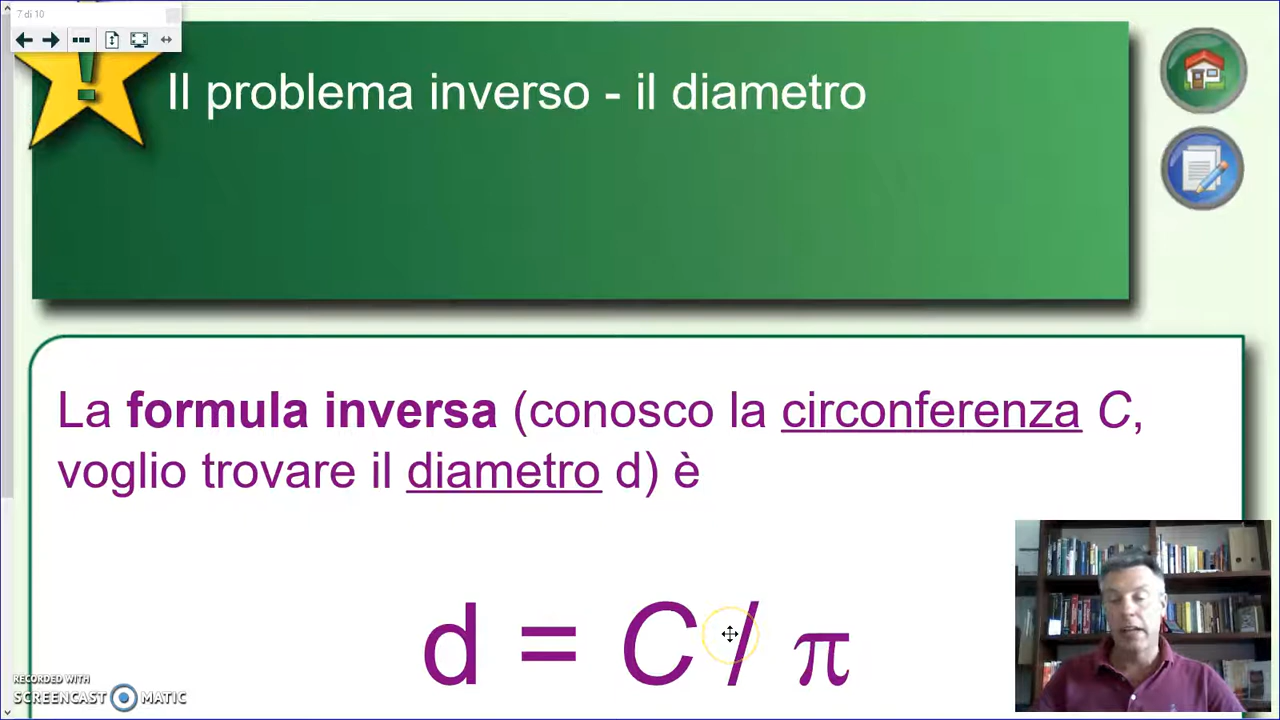 7 di 10
Il problema inverso - il diametro
La formula inversa (conosco la circonferenza C,
voglio trovare il diametro d) è
d = C / π
RECORDED WITH
SCREENCAST MATIC